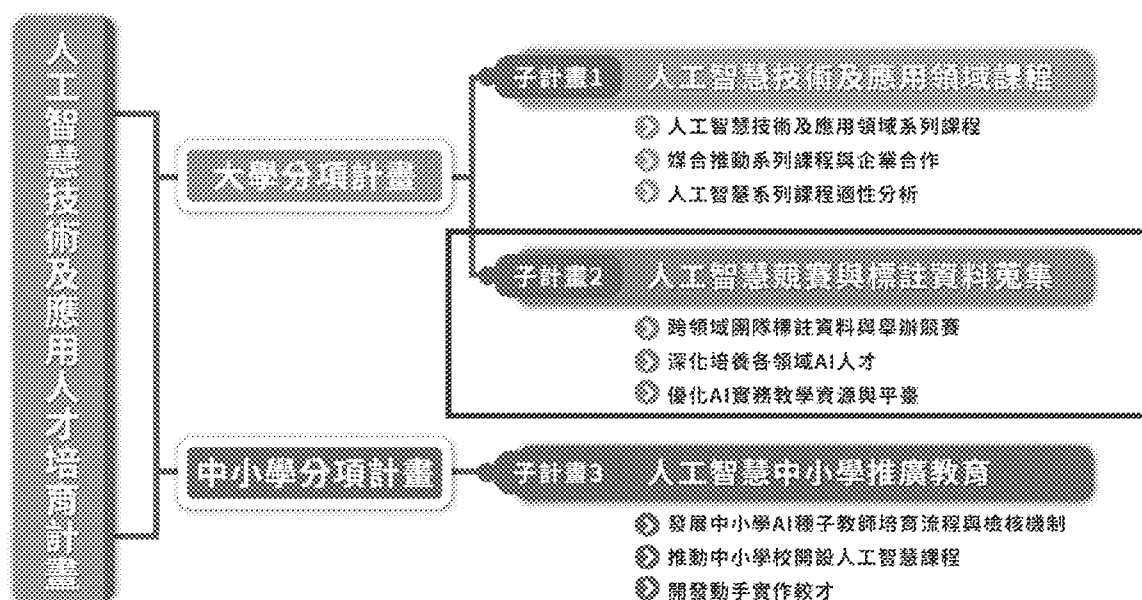 人工智慧技術及應用人才培育計畫
大學分項計畫
子計畫1 人工智慧技術及應用領域課程
人工智慧技術及應用領域系列課程
媒合推動系列課程與企業合作
人工智慧系列課程適性分析
子計畫2 人工智慧競賽與標註資料蒐集
跨領域團隊標註資料與舉辦競賽
深化培養各領域AI人才
優化AI實務教學資源與平臺
中小學分項計畫
子計畫3 人工智慧中小學推廣教育
發展中小學AI種子教師培育流程與檢核機制
推動中小學校開設人工智慧課程
開發動手實作教材